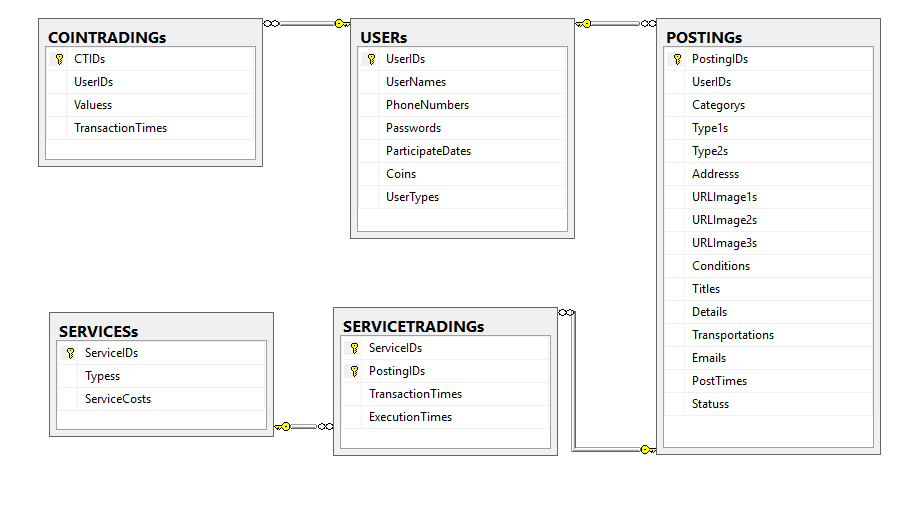 COINTRADINGs
CTIDs
UserIDs
Valuess
TransactionTimes
USERs
UserIDs
UserNames
PhoneNumbers
Passwords
ParticipateDates
Coins
UserTypes
POSTINGs
PostingIDs
UserIDs
Categorys
Type1s
Type2s
Addresss
URLImage1s
URLImage2s
URLImage3s
Conditions
Titles
Details
Transportations
Emails
PostTimes
Statuss
SERVICESs
ServiceIDs
Typess
ServiceCosts
SERVICETRADINGs
ServiceIDs
PostingIDs
TransactionTimes
ExecutionTimes